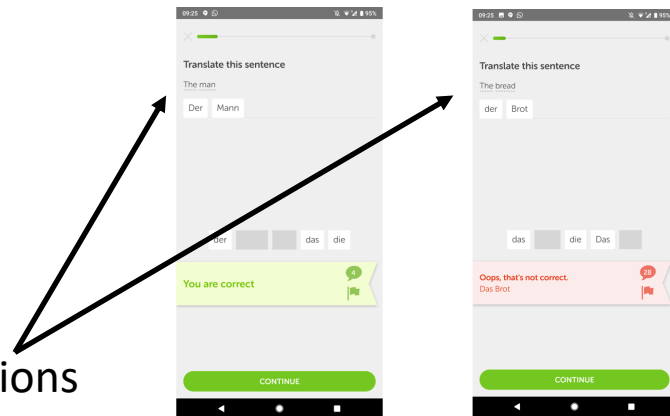 09:25 95%
Translate this sentence
The man
Der Mann
der das die
4
You are correct
CONTINUE
09:25 95%
Translate this sentence
The bread
der Brot
das die Das
28
Oops, that's not correct.
Das Brot
CONTINUE
ions